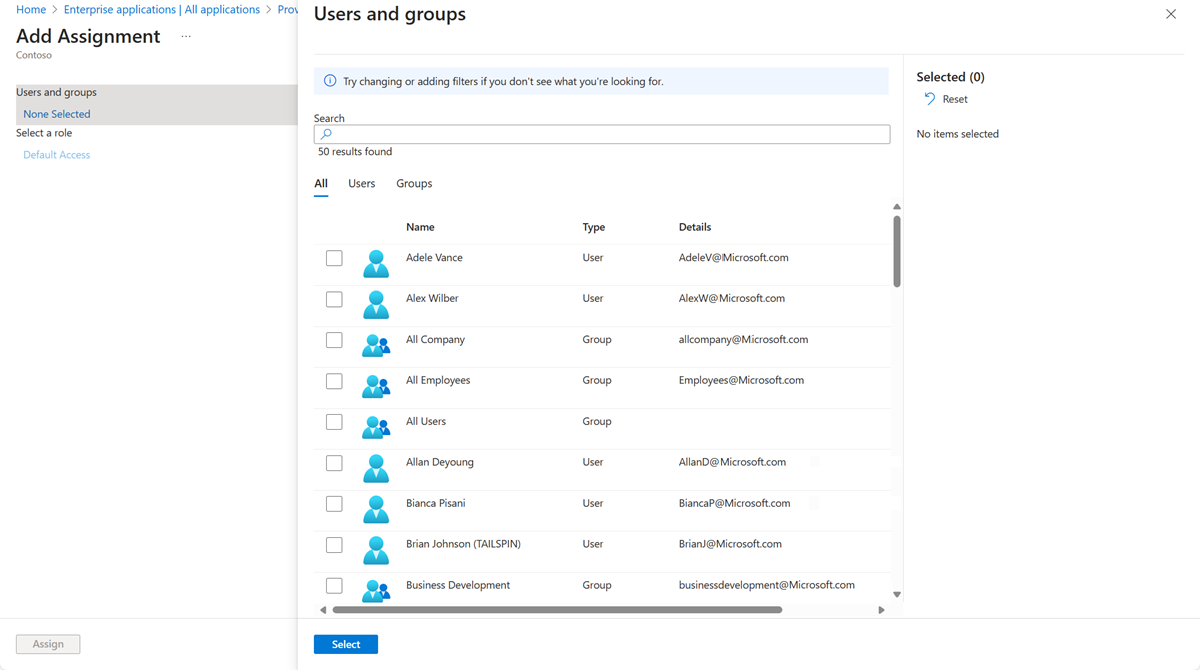 Home > Enterprise applications | All applications > Prov
Add Assignment ...
Contoso
Users and groups
None Selected
Select a role
Default Access
Assign
Users and groups
Try changing or adding filters if you don't see what you're looking for.
Search
50 results found
All Users Groups
Name Type Details
Adele Vance User AdeleV@Microsoft.com
Alex Wilber User AlexW@Microsoft.com
All Company Group allcompany@Microsoft.com
All Employees Group Employees@Microsoft.com
All Users Group
Allan Deyoung User AllanD@Microsoft.com
Bianca Pisani User BiancaP@Microsoft.com
Brian Johnson (TAILSPIN) User BrianJ@Microsoft.com
Business Development Group businessdevelopment@Microsoft.com
Select
Selected (0)
Reset
No items selected